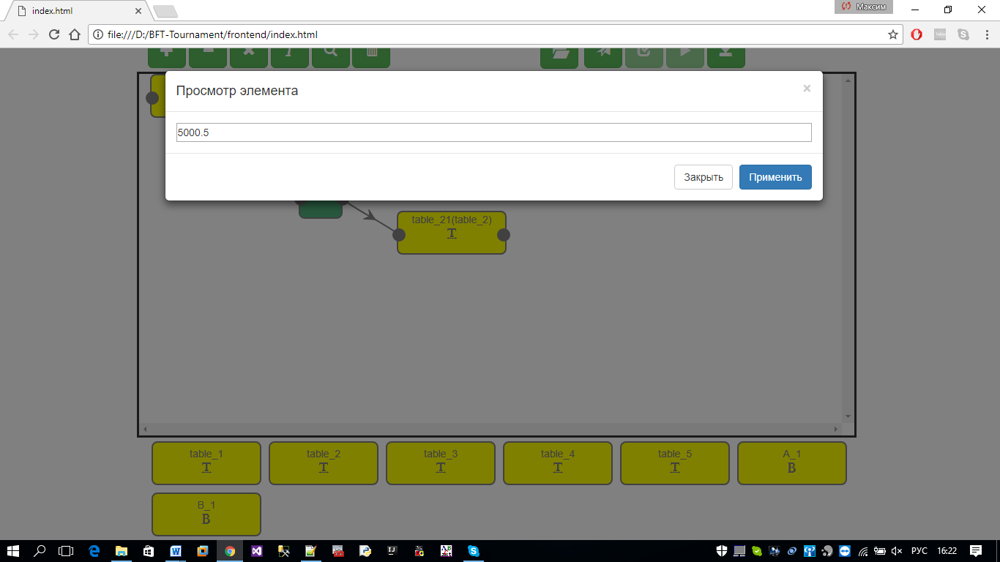 index.html
Максим
file:///D:/BFT-Tournament/frontend/index.html
Просмотр элемента
×
5000.5
Закрыть
Применить
table_21(table_2)
T
table_1
T
table_2
T
table_3
T
table_4
T
table_5
T
A_1
B
B_1
B
РУС
16:22